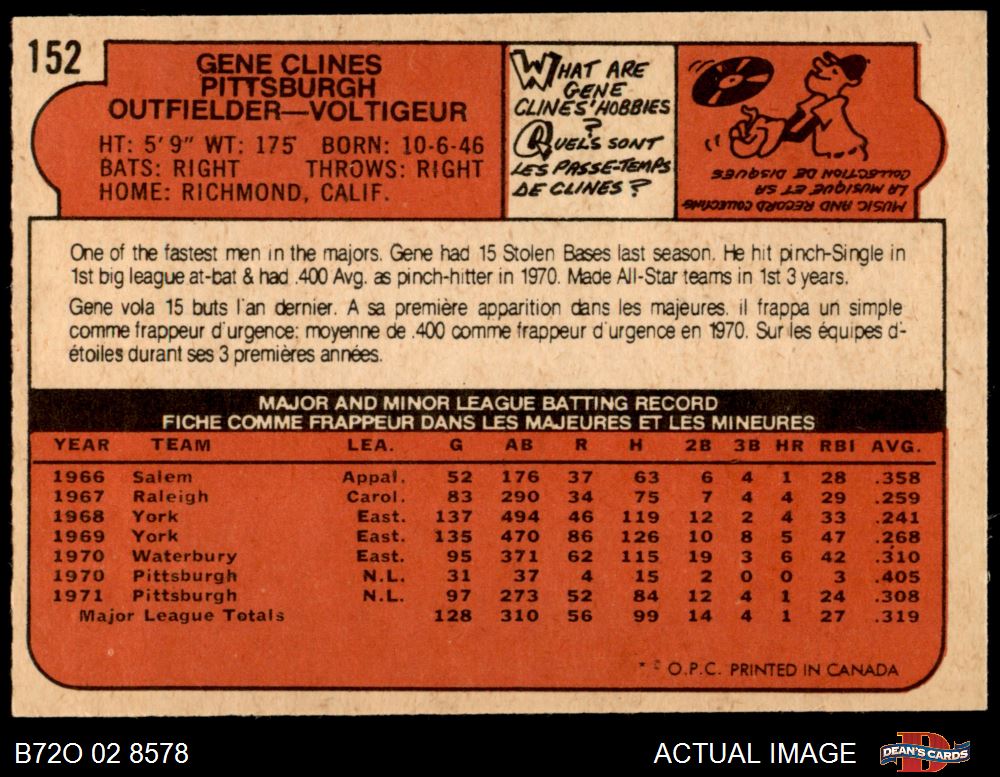 152
GENE CLINES
PITTSBURGH
OUTFIELDER—VOLTIGEUR
HT: 5' 9" WT: 175 BORN: 10-6-46
BATS: RIGHT THROWS: RIGHT
HOME: RICHMOND, CALIF.
WHAT ARE
GENE
CLINES' HOBBIES
?
QUEL'S SONT
LES PASSE-TEMPS
DE CLINES ?
MUSIC AND RECORD COLLECTING
LA MUSIQUE ET SA
COLLECTION DE DISQUES
One of the fastest men in the majors. Gene had 15 Stolen Bases last season. He hit pinch-Single in
1st big league at-bat & had .400 Avg. as pinch-hitter in 1970. Made All-Star teams in 1st 3 years.
Gene vola 15 buts l'an dernier. A sa première apparition dans les majeures. il frappa un simple
comme frappeur d'urgence: moyenne de .400 comme frappeur d'urgence en 1970. Sur les équipes d'-
étoiles durant ses 3 premières années.
MAJOR AND MINOR LEAGUE BATTING RECORD
FICHE COMME FRAPPEUR DANS LES MAJEURES ET LES MINEURES
YEAR TEAM LEA. G AB R H 2B 3B HR RBI AVG.
1966 Salem Appal. 52 176 37 63 6 4 1 28 .358
1967 Raleigh Carol. 83 290 34 75 7 4 4 29 .259
1968 York East. 137 494 46 119 12 2 4 33 .241
1969 York East. 135 470 86 126 10 8 5 47 .268
1970 Waterbury East. 95 371 62 115 19 3 6 42 .310
1970 Pittsburgh N.L. 31 37 4 15 2 0 0 3 .405
1971 Pittsburgh N.L. 97 273 52 84 12 4 1 24 .308
Major League Totals 128 310 56 99 14 4 1 27 .319
* © O.P.C. PRINTED IN CANADA
B72O 02 8578
ACTUAL IMAGE
DEAN'S CARDS